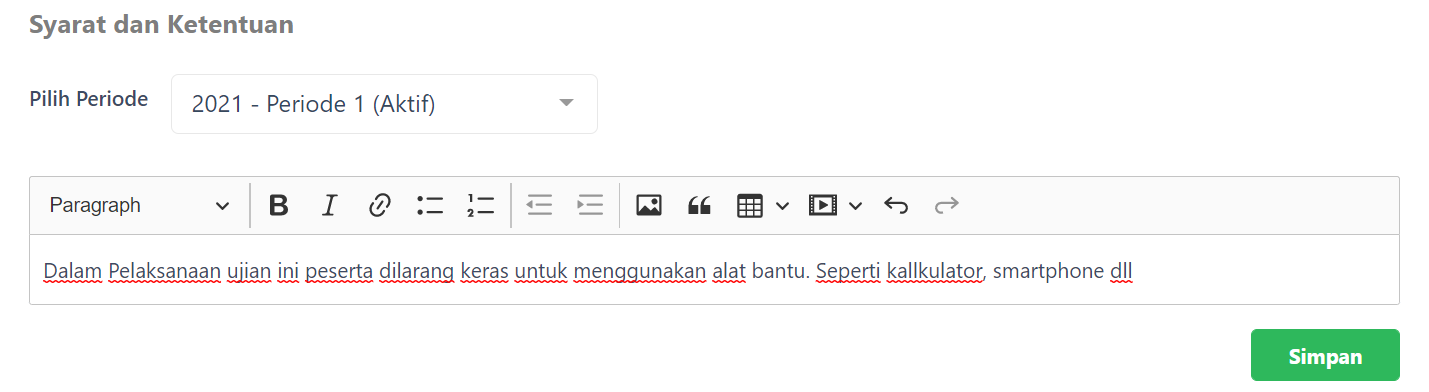 Syarat dan Ketentuan
Pilih Periode
2021 - Periode 1 (Aktif)
Paragraph
Dalam Pelaksanaan ujian ini peserta dilarang keras untuk menggunakan alat bantu. Seperti kallkulator, smartphone dll
Simpan